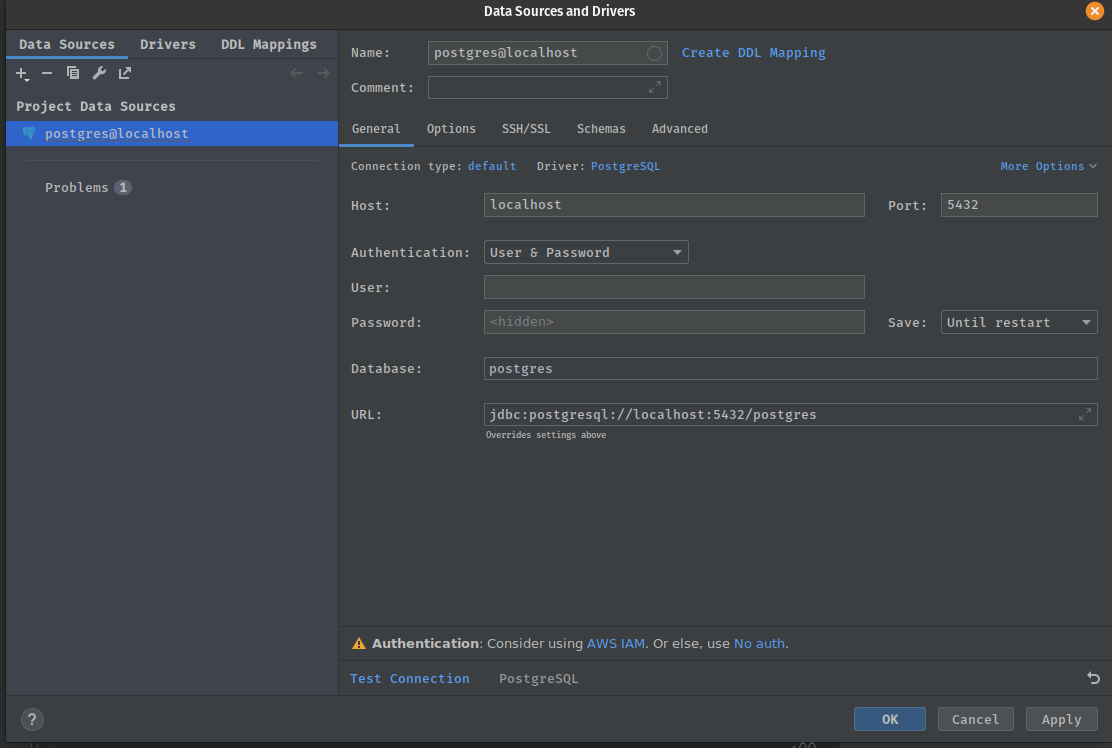 Data Sources and Drivers
Data Sources Drivers DDL Mappings
Project Data Sources
postgres@localhost
Problems 1
Name: postgres@localhost Create DDL Mapping
Comment:
General Options SSH/SSL Schemas Advanced
Connection type: default Driver: PostgreSQL More Options
Host: localhost Port: 5432
Authentication: User & Password
User:
Password: <hidden> Save: Until restart
Database: postgres
URL: jdbc:postgresql://localhost:5432/postgres
Overrides settings above
Authentication: Consider using AWS IAM. Or else, use No auth.
Test Connection PostgreSQL
? OK Cancel Apply